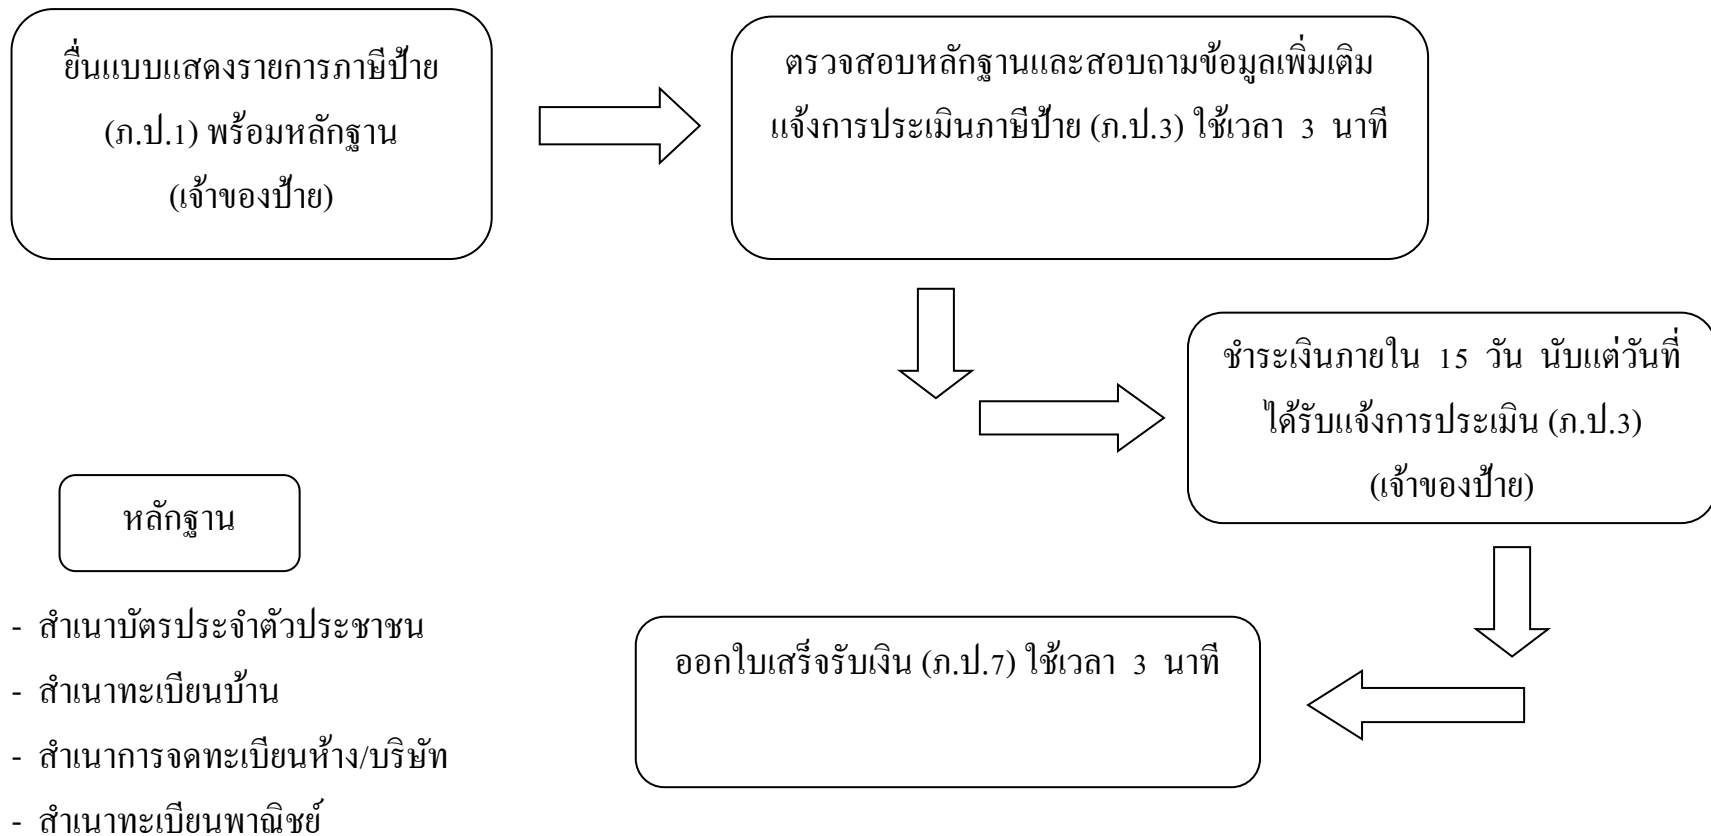 ยื่นแบบแสดงรายการภาษีป้าย
(ภ.ป.1) พร้อมหลักฐาน
(เจ้าของป้าย)
ตรวจสอบหลักฐานและสอบถามข้อมูลเพิ่มเติม
แจ้งการประเมินภาษีป้าย (ภ.ป.3) ใช้เวลา 3 นาที
ชำระเงินภายใน 15 วัน นับแต่วันที่
ได้รับแจ้งการประเมิน (ภ.ป.3)
(เจ้าของป้าย)
ออกใบเสร็จรับเงิน (ภ.ป.7) ใช้เวลา 3 นาที
หลักฐาน
- สำเนาบัตรประจำตัวประชาชน
- สำเนาทะเบียนบ้าน
- สำเนาการจดทะเบียนห้าง/บริษัท
- สำเนาทะเบียนพาณิชย์